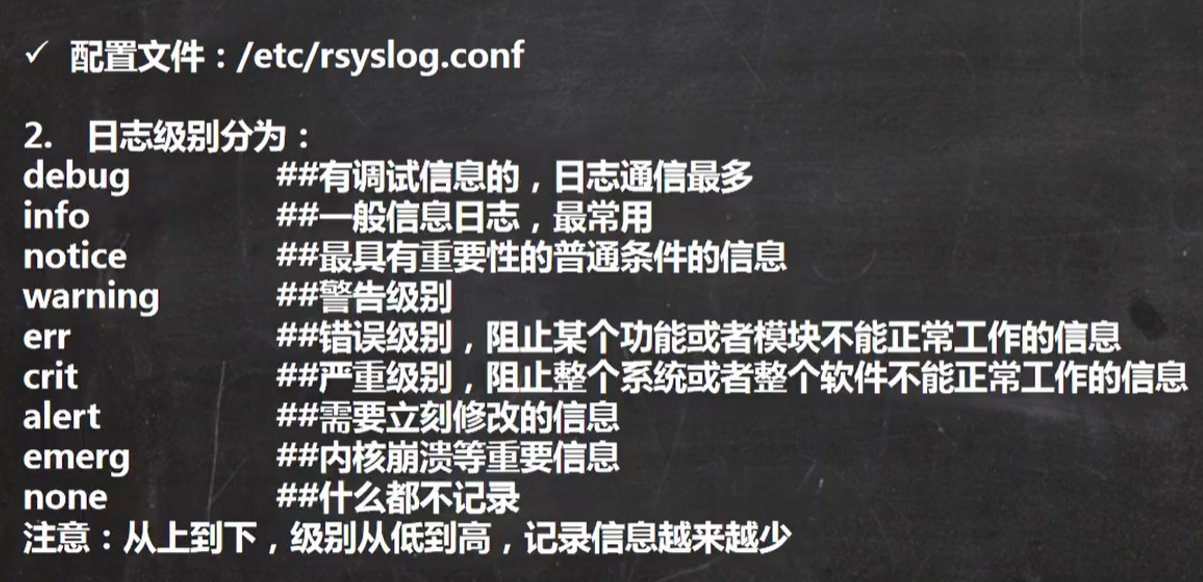 ✓ 配置文件：/etc/rsyslog.conf
2. 日志级别分为：
debug ##有调试信息的，日志通信最多
info ##一般信息日志，最常用
notice ##最具有重要性的普通条件的信息
warning ##警告级别
err ##错误级别，阻止某个功能或者模块不能正常工作的信息
crit ##严重级别，阻止整个系统或者整个软件不能正常工作的信息
alert ##需要立刻修改的信息
emerg ##内核崩溃等重要信息
none ##什么都不记录
注意：从上到下，级别从低到高，记录信息越来越少